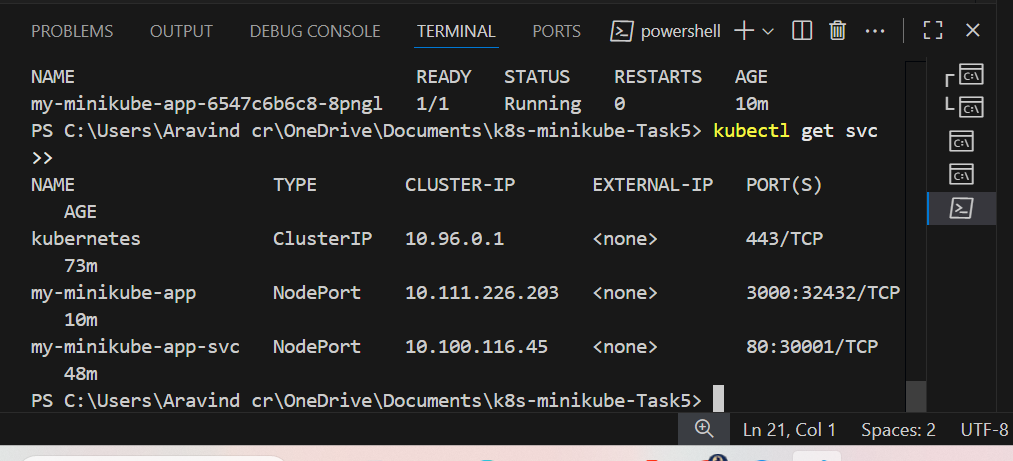 PROBLEMS OUTPUT DEBUG CONSOLE TERMINAL PORTS powershell
NAME READY STATUS RESTARTS AGE
my-minikube-app-6547c6b6c8-8pngl 1/1 Running 0 10m
PS C:\Users\Aravind cr\OneDrive\Documents\k8s-minikube-Task5> kubectl get svc
>>
NAME TYPE CLUSTER-IP EXTERNAL-IP PORT(S)
AGE
kubernetes ClusterIP 10.96.0.1 <none> 443/TCP
73m
my-minikube-app NodePort 10.111.226.203 <none> 3000:32432/TCP
10m
my-minikube-app-svc NodePort 10.100.116.45 <none> 80:30001/TCP
48m
PS C:\Users\Aravind cr\OneDrive\Documents\k8s-minikube-Task5>
Ln 21, Col 1 Spaces: 2 UTF-8